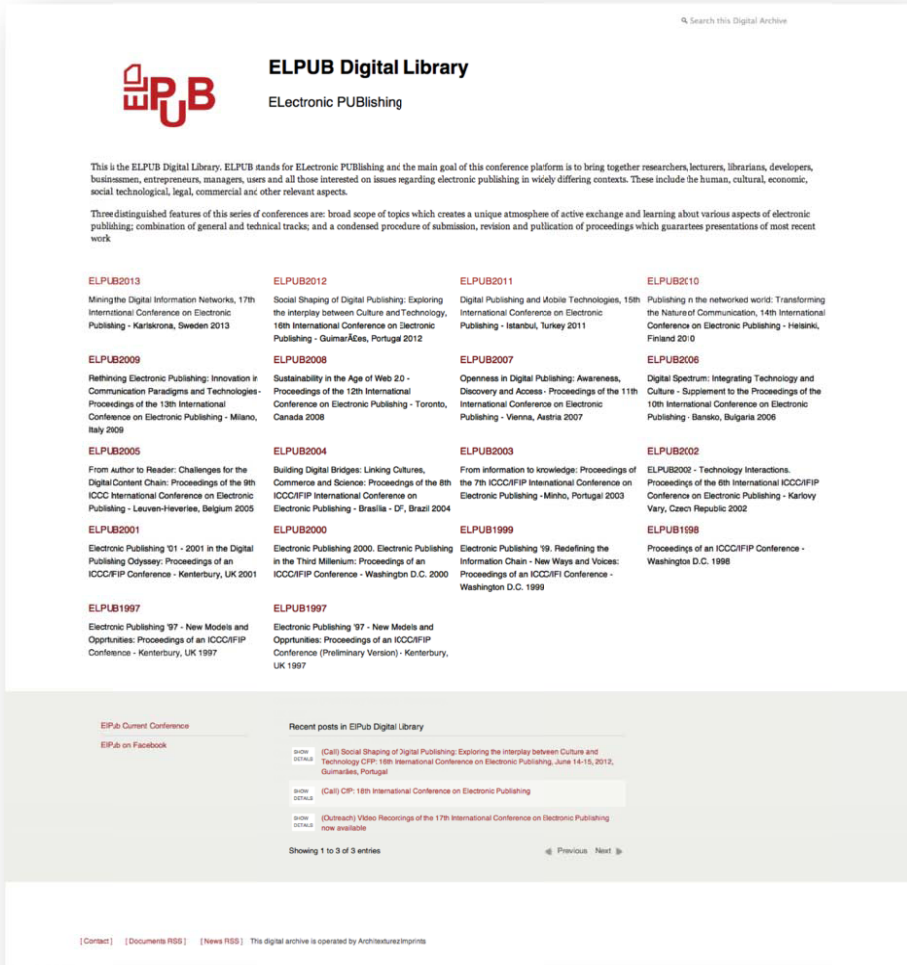 Search this Digital Archive
ELPUB
ELPUB Digital Library
ELectronic PUBlishing
This is the ELPUB Digital Library. ELPUB stands for ELectronic PUBlishing and the main goal of this conference platform is to bring together researchers, lecturers, librarians, developers,
businessmen, entrepreneurs, managers, users and all those interested on issues regarding electronic publishing in widely differing contexts. These include the human, cultural, economic,
social technological, legal, commercial and other relevant aspects.
Three distinguished features of this series of conferences are: broad scope of topics which creates a unique atmosphere of active exchange and learning about various aspects of electronic
publishing; combination of general and technical tracks; and a condensed procedure of submission, revision and publication of proceedings which guarantees presentations of most recent
work
ELPUB2013
Mining the Digital Information Networks, 17th
International Conference on Electronic
Publishing - Karlskrona, Sweden 2013
ELPUB2012
Social Shaping of Digital Publishing: Exploring
the interplay between Culture and Technology,
16th International Conference on Electronic
Publishing - GuimarÃ£es, Portugal 2012
ELPUB2011
Digital Publishing and Mobile Technologies, 15th
International Conference on Electronic
Publishing - Istanbul, Turkey 2011
ELPUB2010
Publishing in the networked world: Transforming
the Nature of Communication, 14th International
Conference on Electronic Publishing - Helsinki,
Finland 2010
ELPUB2009
Rethinking Electronic Publishing: Innovation in
Communication Paradigms and Technologies -
Proceedings of the 13th International
Conference on Electronic Publishing - Milano,
Italy 2009
ELPUB2008
Sustainability in the Age of Web 2.0 -
Proceedings of the 12th International
Conference on Electronic Publishing - Toronto,
Canada 2008
ELPUB2007
Openness in Digital Publishing: Awareness,
Discovery and Access - Proceedings of the 11th
International Conference on Electronic
Publishing - Vienna, Austria 2007
ELPUB2006
Digital Spectrum: Integrating Technology and
Culture - Supplement to the Proceedings of the
10th International Conference on Electronic
Publishing - Bansko, Bulgaria 2006
ELPUB2005
From Author to Reader: Challenges for the
Digital Content Chain: Proceedings of the 9th
ICCC International Conference on Electronic
Publishing - Leuven-Heverlee, Belgium 2005
ELPUB2004
Building Digital Bridges: Linking Cultures,
Commerce and Science: Proceedings of the 8th
ICCC/IFIP International Conference on
Electronic Publishing - Brasília - DF, Brazil 2004
ELPUB2003
From information to knowledge: Proceedings of
the 7th ICCC/IFIP International Conference on
Electronic Publishing - Minho, Portugal 2003
ELPUB2002
ELPUB2002 - Technology Interactions.
Proceedings of the 6th International ICCC/IFIP
Conference on Electronic Publishing - Karlovy
Vary, Czech Republic 2002
ELPUB2001
Electronic Publishing '01 - 2001 in the Digital
Publishing Odyssey: Proceedings of an
ICCC/IFIP Conference - Kenterbury, UK 2001
ELPUB2000
Electronic Publishing 2000. Electronic Publishing
in the Third Millenium: Proceedings of an
ICCC/IFIP Conference - Washington D.C. 2000
ELPUB1999
Electronic Publishing '99. Redefining the
Information Chain - New Ways and Voices:
Proceedings of an ICCC/IFI Conference -
Washington D.C. 1999
ELPUB1998
Proceedings of an ICCC/IFIP Conference -
Washington D.C. 1998
ELPUB1997
Electronic Publishing '97 - New Models and
Opprtunities: Proceedings of an ICCC/IFIP
Conference - Kenterbury, UK 1997
ELPUB1997
Electronic Publishing '97 - New Models and
Opprtunities: Proceedings of an ICCC/IFIP
Conference (Preliminary Version) - Kenterbury,
UK 1997
ElPub Current Conference
ElPub on Facebook
Recent posts in ElPub Digital Library
SHOW
DETAILS
(Call) Social Shaping of Digital Publishing: Exploring the interplay between Culture and
Technology CFP: 16th International Conference on Electronic Publishing, June 14-15, 2012,
Guimarães, Portugal
SHOW
DETAILS
(Call) CfP: 18th International Conference on Electronic Publishing
SHOW
DETAILS
(Outreach) Video Recordings of the 17th International Conference on Electronic Publishing
now available
Showing 1 to 3 of 3 entries
Previous Next
[ Contact ] [ Documents RSS ] [ News RSS ] This digital archive is operated by Architexturez Imprints